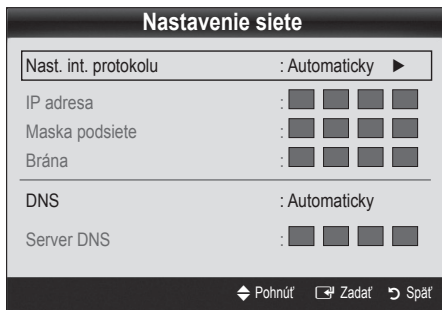 Nastavenie siete
Nast. int. protokolu : Automaticky ►
IP adresa :
Maska podsiete :
Brána :
DNS : Automaticky
Server DNS :
Pohnúť Zadať Späť